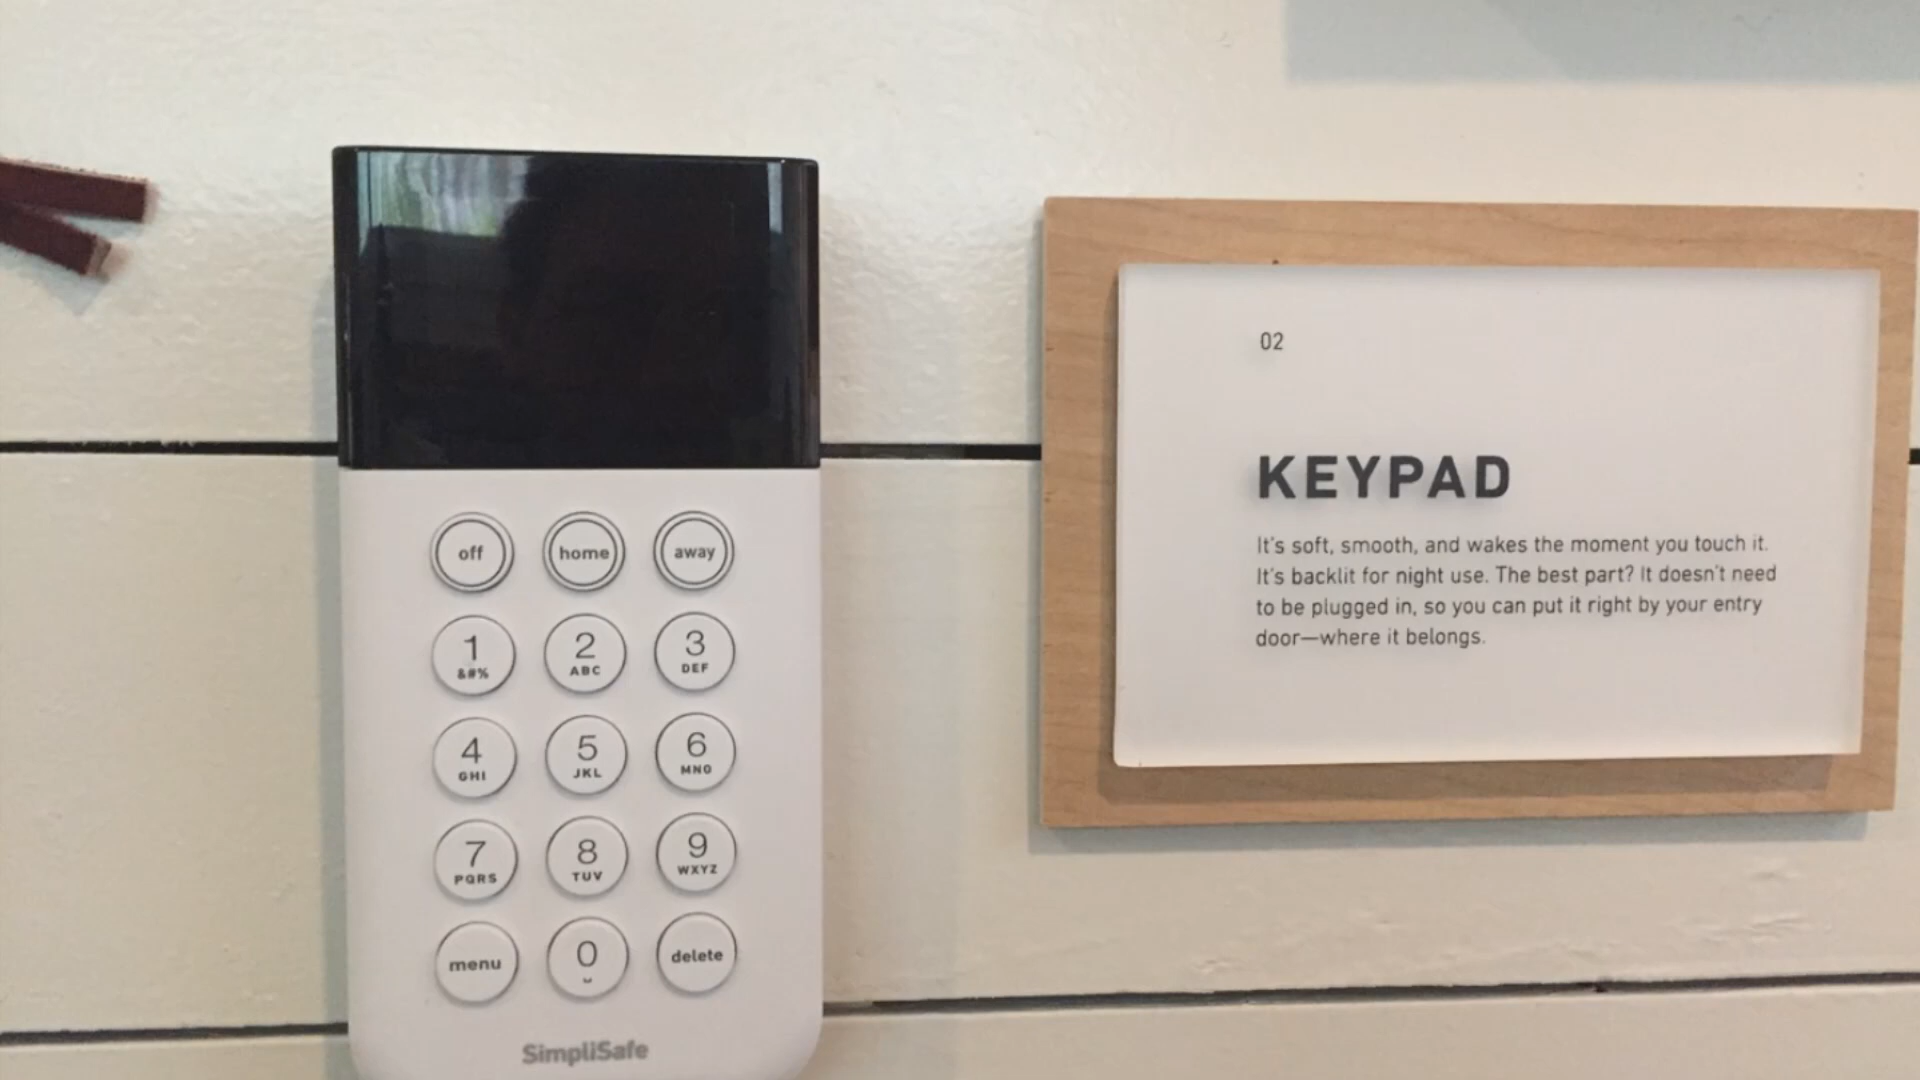 off home away
1 2 3
&#% ABC DEF
4 5 6
GHI JKL MNO
7 8 9
PQRS TUV WXYZ
menu 0 delete
SimpliSafe
02
KEYPAD
It's soft, smooth, and wakes the moment you touch it.
It's backlit for night use. The best part? It doesn't need
to be plugged in, so you can put it right by your entry
door—where it belongs.